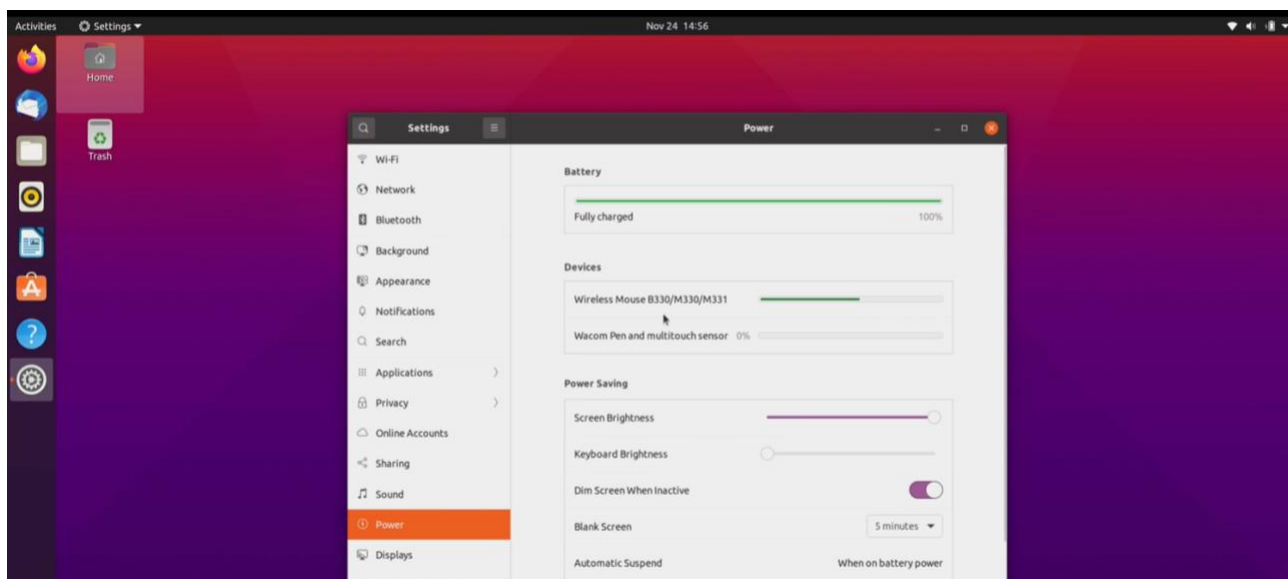 Activities Settings Nov 24 14:56
Home
Trash
Settings Power
Wi-Fi
Network
Bluetooth
Background
Appearance
Notifications
Search
Applications
Privacy
Online Accounts
Sharing
Sound
Power
Displays
Battery
Fully charged 100%
Devices
Wireless Mouse B330/M330/M331
Wacom Pen and multitouch sensor 0%
Power Saving
Screen Brightness
Keyboard Brightness
Dim Screen When Inactive
Blank Screen 5 minutes
Automatic Suspend When on battery power